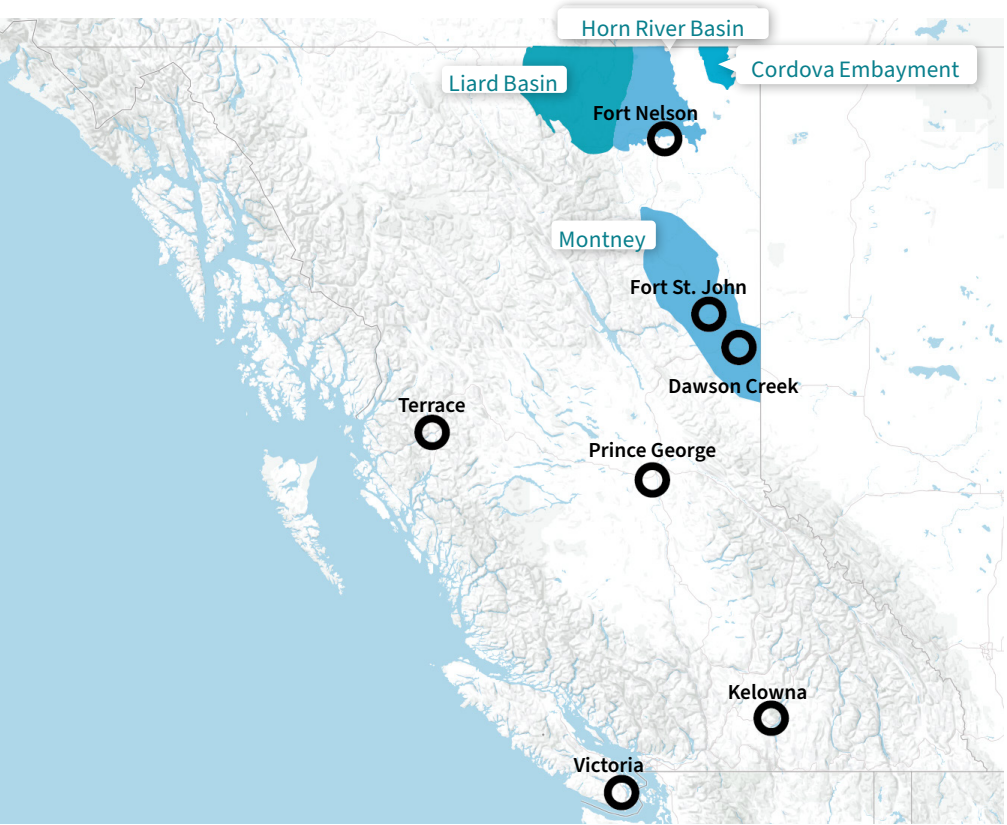 Horn River Basin
Cordova Embayment
Liard Basin
Fort Nelson
Montney
Fort St. John
Dawson Creek
Terrace
Prince George
Kelowna
Victoria